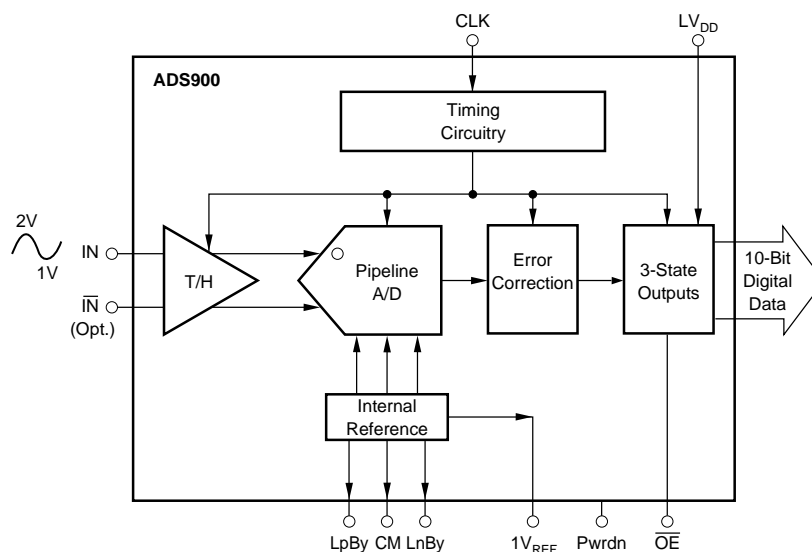 CLK
LVDD
ADS900
Timing
Circuitry
2V
1V
IN
IN
(Opt.)
T/H
Pipeline
A/D
Error
Correction
3-State
Outputs
10-Bit
Digital
Data
Internal
Reference
LpBy
CM
LnBy
1VREF
Pwrdn
OE